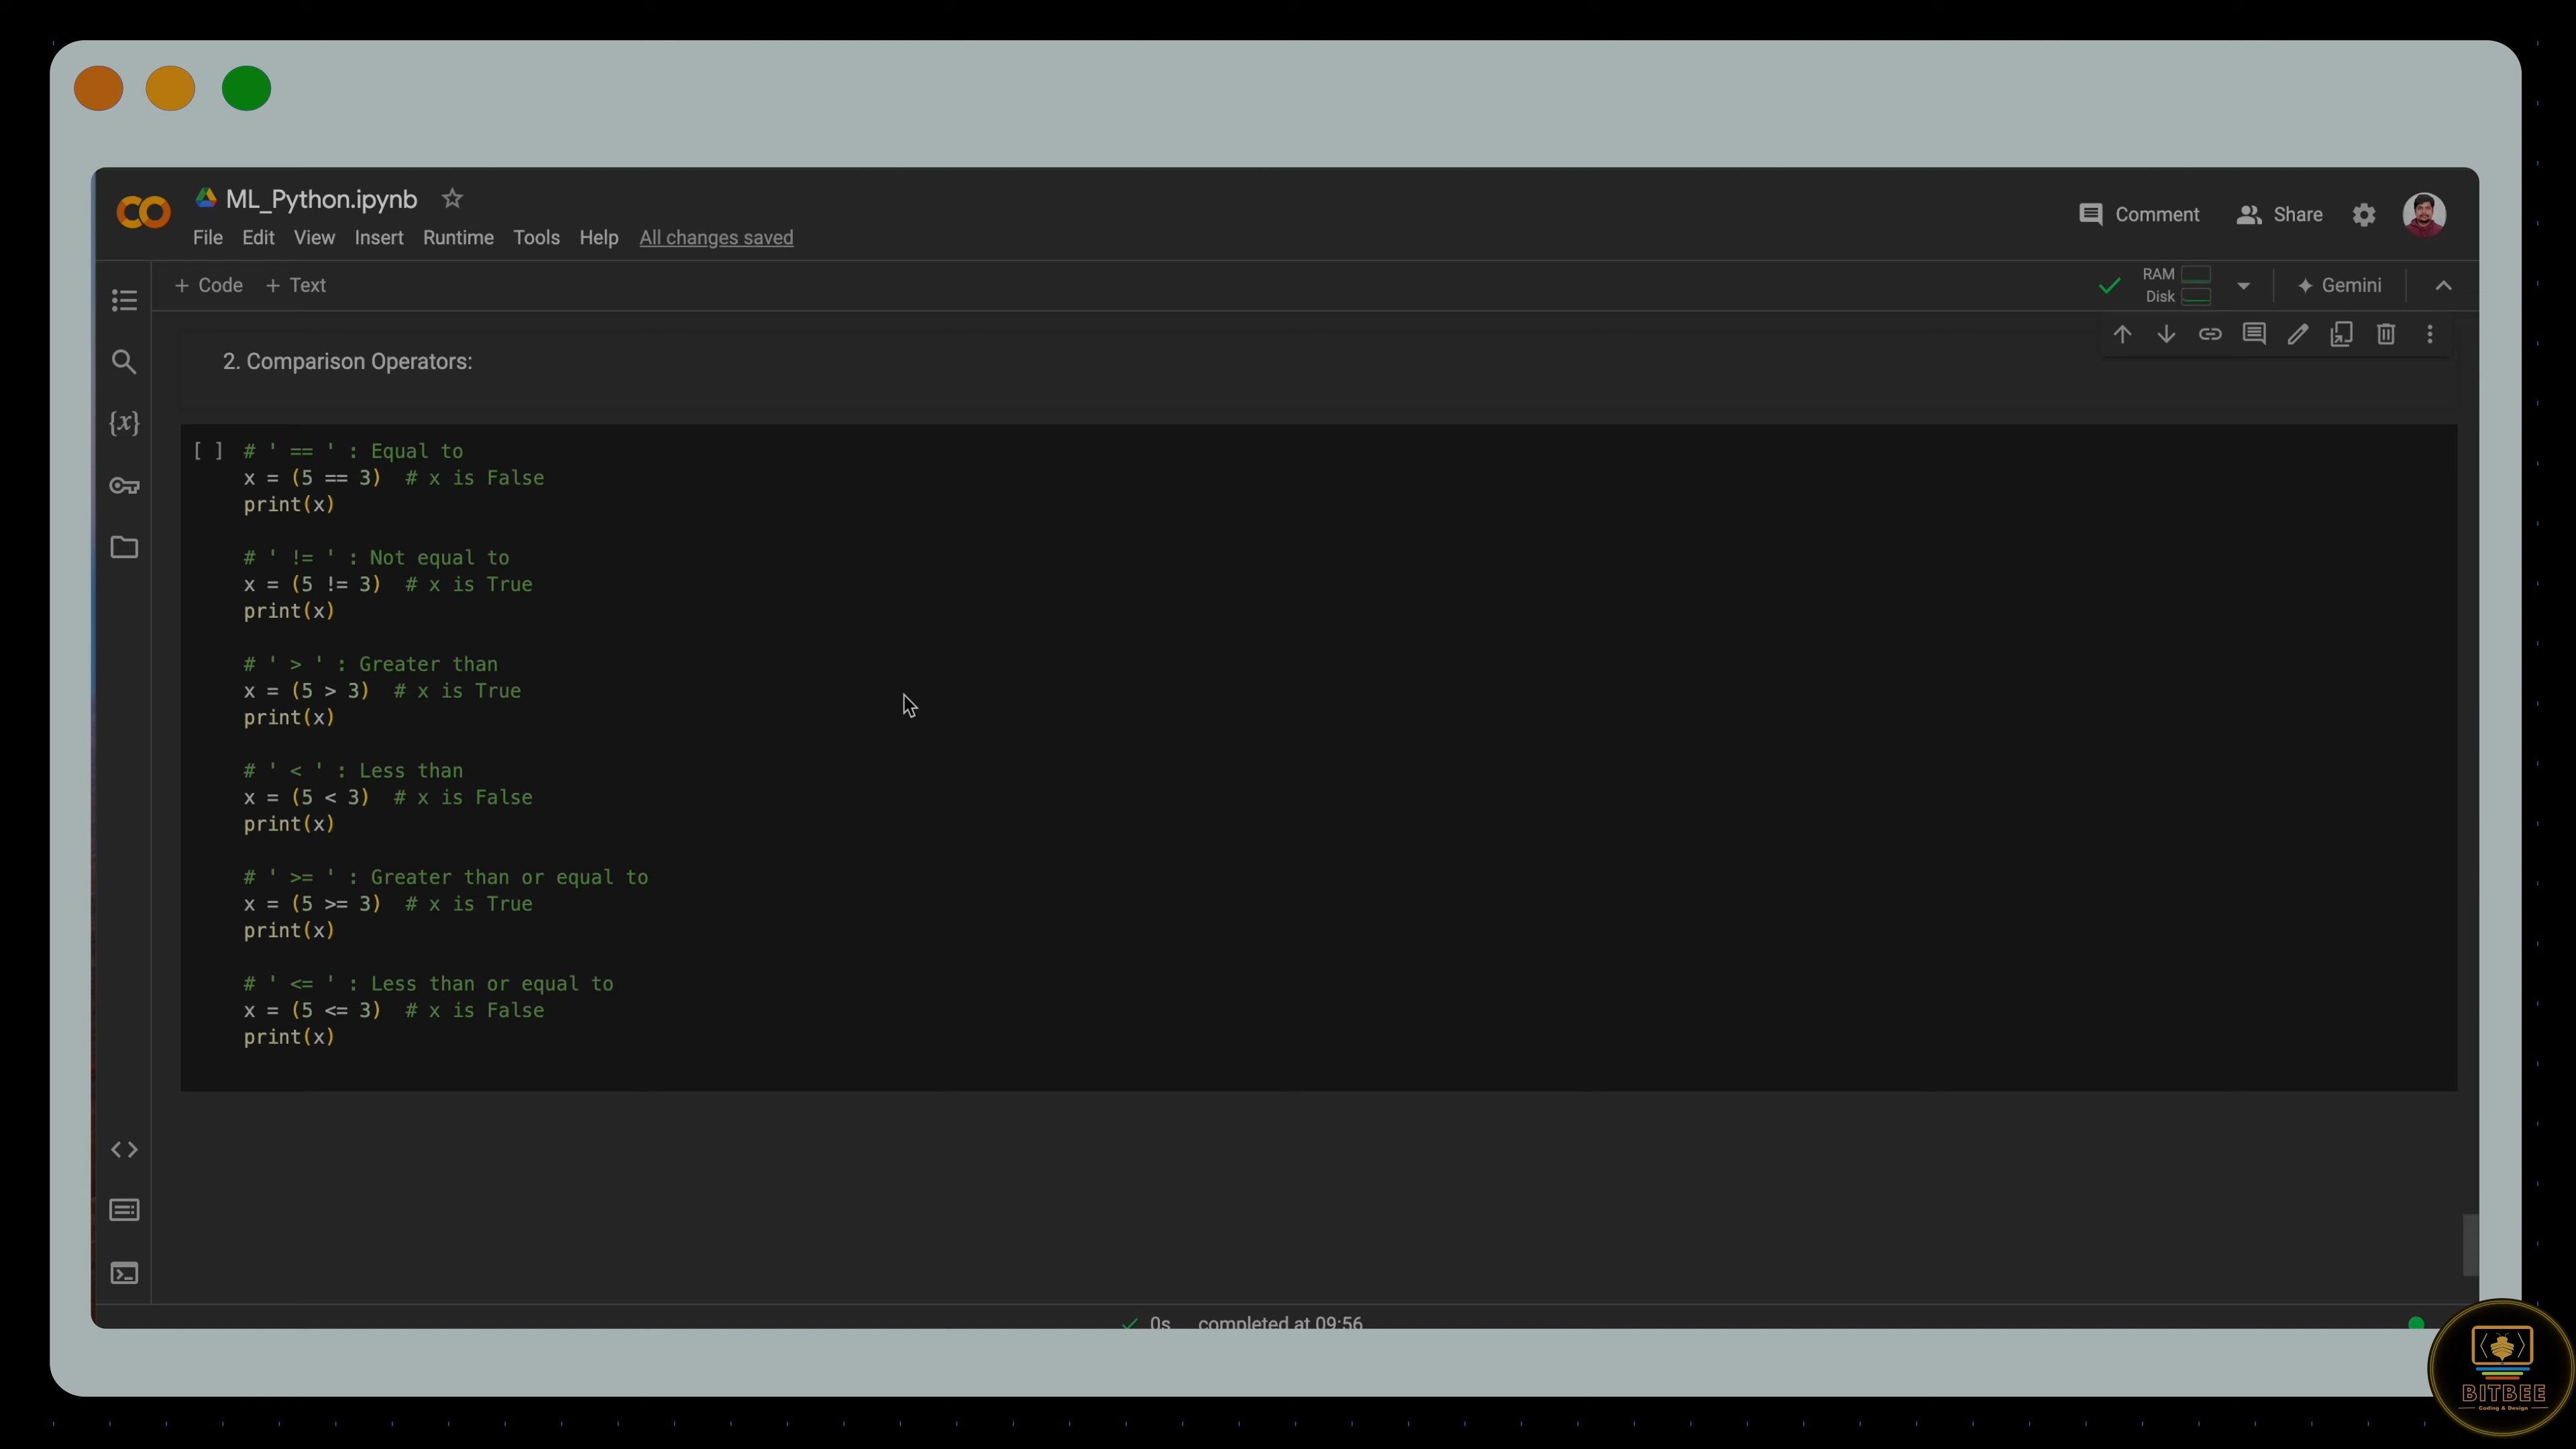 ML_Python.ipynb
Comment
Share
File Edit View Insert Runtime Tools Help All changes saved
+ Code + Text
RAM
Disk
Gemini
2. Comparison Operators:
[ ] # ' == ' : Equal to
x = (5 == 3)  # x is False
print(x)
# ' != ' : Not equal to
x = (5 != 3)  # x is True
print(x)
# ' > ' : Greater than
x = (5 > 3)  # x is True
print(x)
# ' < ' : Less than
x = (5 < 3)  # x is False
print(x)
# ' >= ' : Greater than or equal to
x = (5 >= 3)  # x is True
print(x)
# ' <= ' : Less than or equal to
x = (5 <= 3)  # x is False
print(x)
0s completed at 09:56
BITBEE
Coding & Design